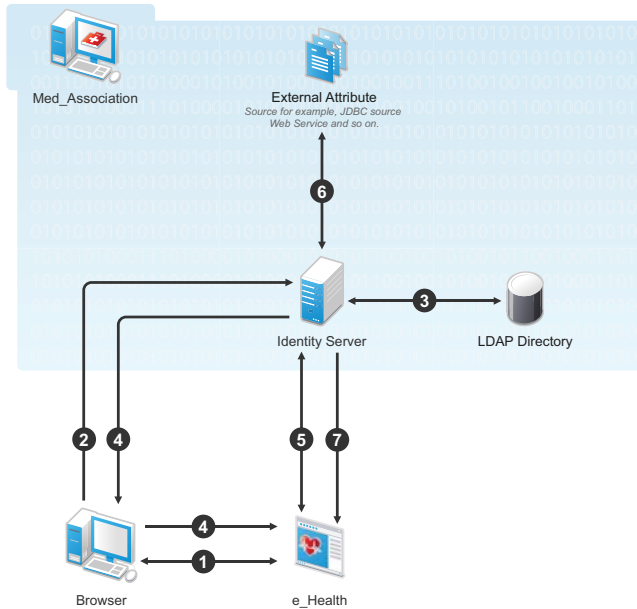 Med_Association
External Attribute
Source for example, JDBC source
Web Service and so on.
6
3
Identity Server
LDAP Directory
2
4
5
7
4
1
Browser
e_Health